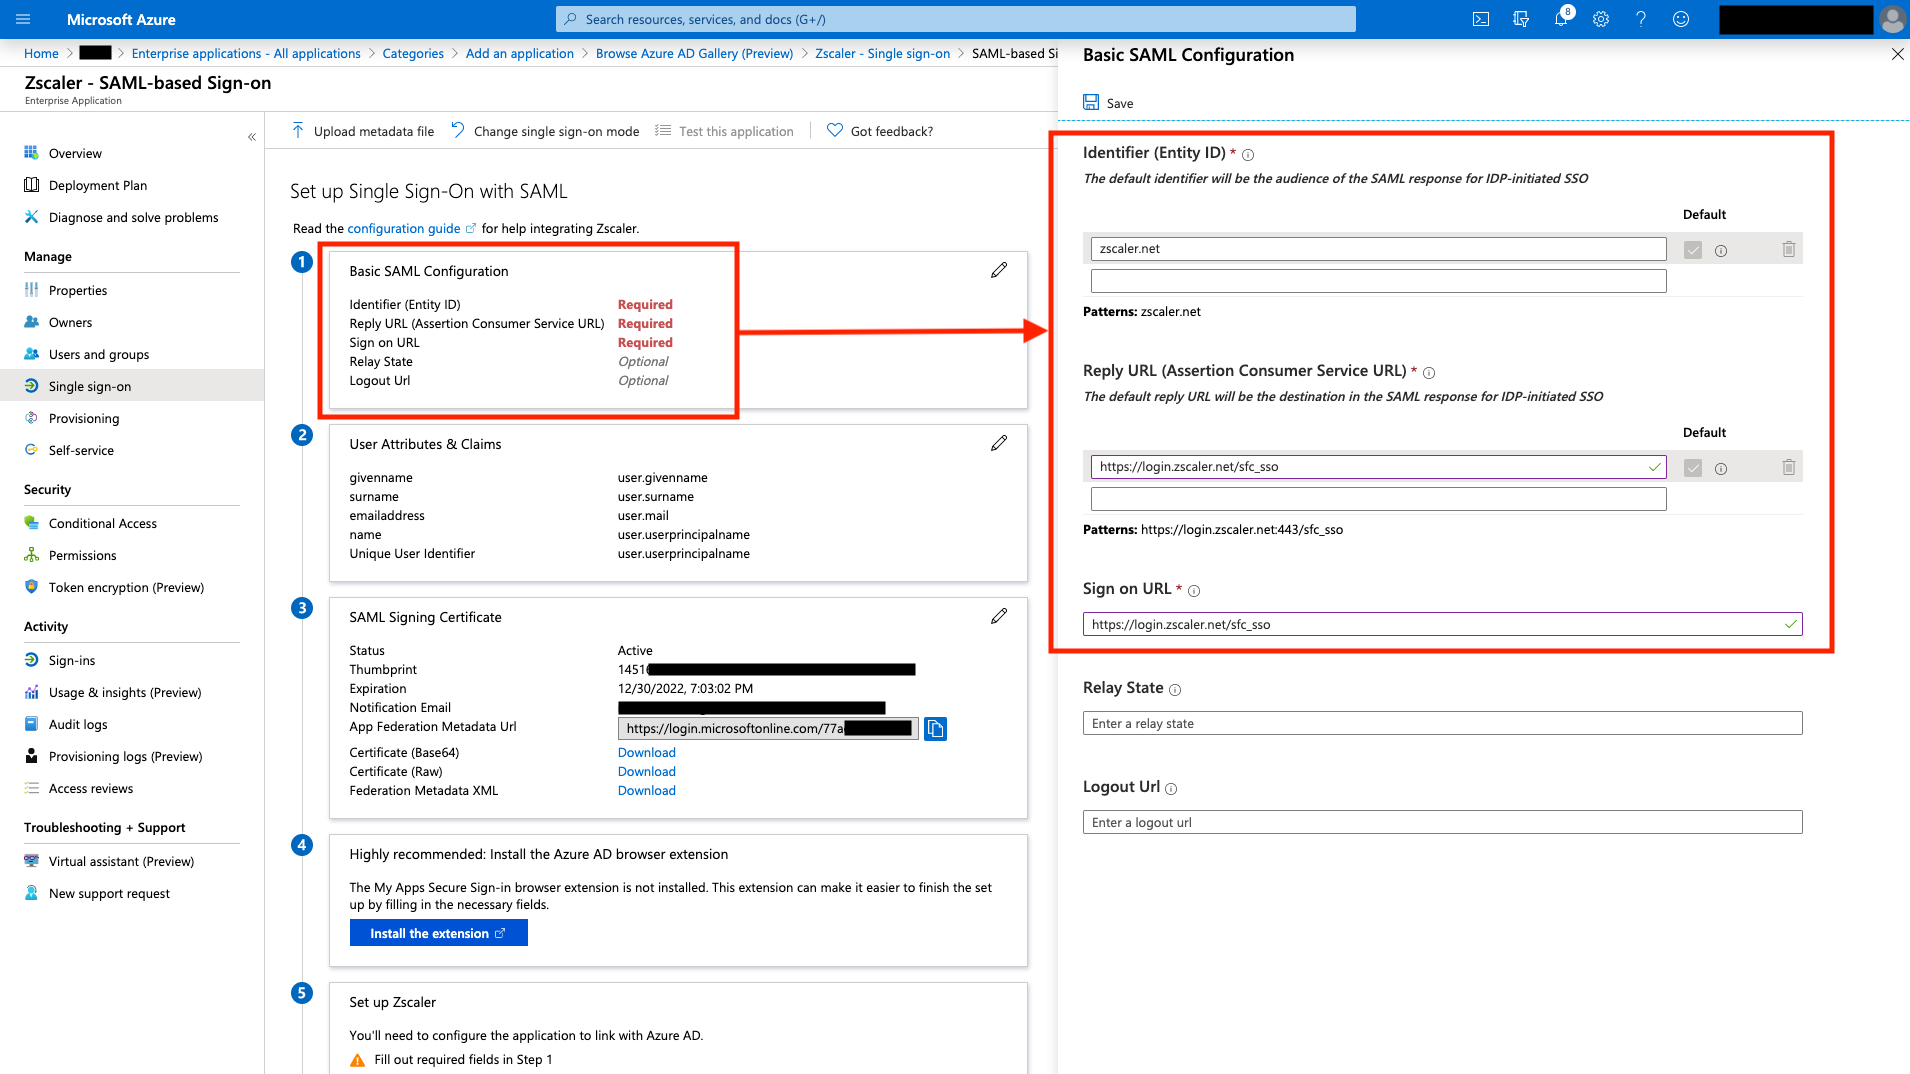 Microsoft Azure
Search resources, services, and docs (G+/)
8
Home > Enterprise applications - All applications > Categories > Add an application > Browse Azure AD Gallery (Preview) > Zscaler - Single sign-on > SAML-based Si
Zscaler - SAML-based Sign-on
Enterprise Application
«
Overview
Deployment Plan
Diagnose and solve problems
Manage
Properties
Owners
Users and groups
Single sign-on
Provisioning
Self-service
Security
Conditional Access
Permissions
Token encryption (Preview)
Activity
Sign-ins
Usage & insights (Preview)
Audit logs
Provisioning logs (Preview)
Access reviews
Troubleshooting + Support
Virtual assistant (Preview)
New support request
Upload metadata file
Change single sign-on mode
Test this application
Got feedback?
Set up Single Sign-On with SAML
Read the configuration guide for help integrating Zscaler.
1
Basic SAML Configuration
Identifier (Entity ID) Required
Reply URL (Assertion Consumer Service URL) Required
Sign on URL Required
Relay State Optional
Logout Url Optional
2
User Attributes & Claims
givenname user.givenname
surname user.surname
emailaddress user.mail
name user.userprincipalname
Unique User Identifier user.userprincipalname
3
SAML Signing Certificate
Status Active
Thumbprint 1451
Expiration 12/30/2022, 7:03:02 PM
Notification Email
App Federation Metadata Url https://login.microsoftonline.com/77a
Certificate (Base64) Download
Certificate (Raw) Download
Federation Metadata XML Download
4
Highly recommended: Install the Azure AD browser extension
The My Apps Secure Sign-in browser extension is not installed. This extension can make it easier to finish the set
up by filling in the necessary fields.
Install the extension
5
Set up Zscaler
You'll need to configure the application to link with Azure AD.
Fill out required fields in Step 1
Basic SAML Configuration
Save
Identifier (Entity ID) *
The default identifier will be the audience of the SAML response for IDP-initiated SSO
Default
zscaler.net
Patterns: zscaler.net
Reply URL (Assertion Consumer Service URL) *
The default reply URL will be the destination in the SAML response for IDP-initiated SSO
Default
https://login.zscaler.net/sfc_sso
Patterns: https://login.zscaler.net:443/sfc_sso
Sign on URL *
https://login.zscaler.net/sfc_sso
Relay State
Enter a relay state
Logout Url
Enter a logout url